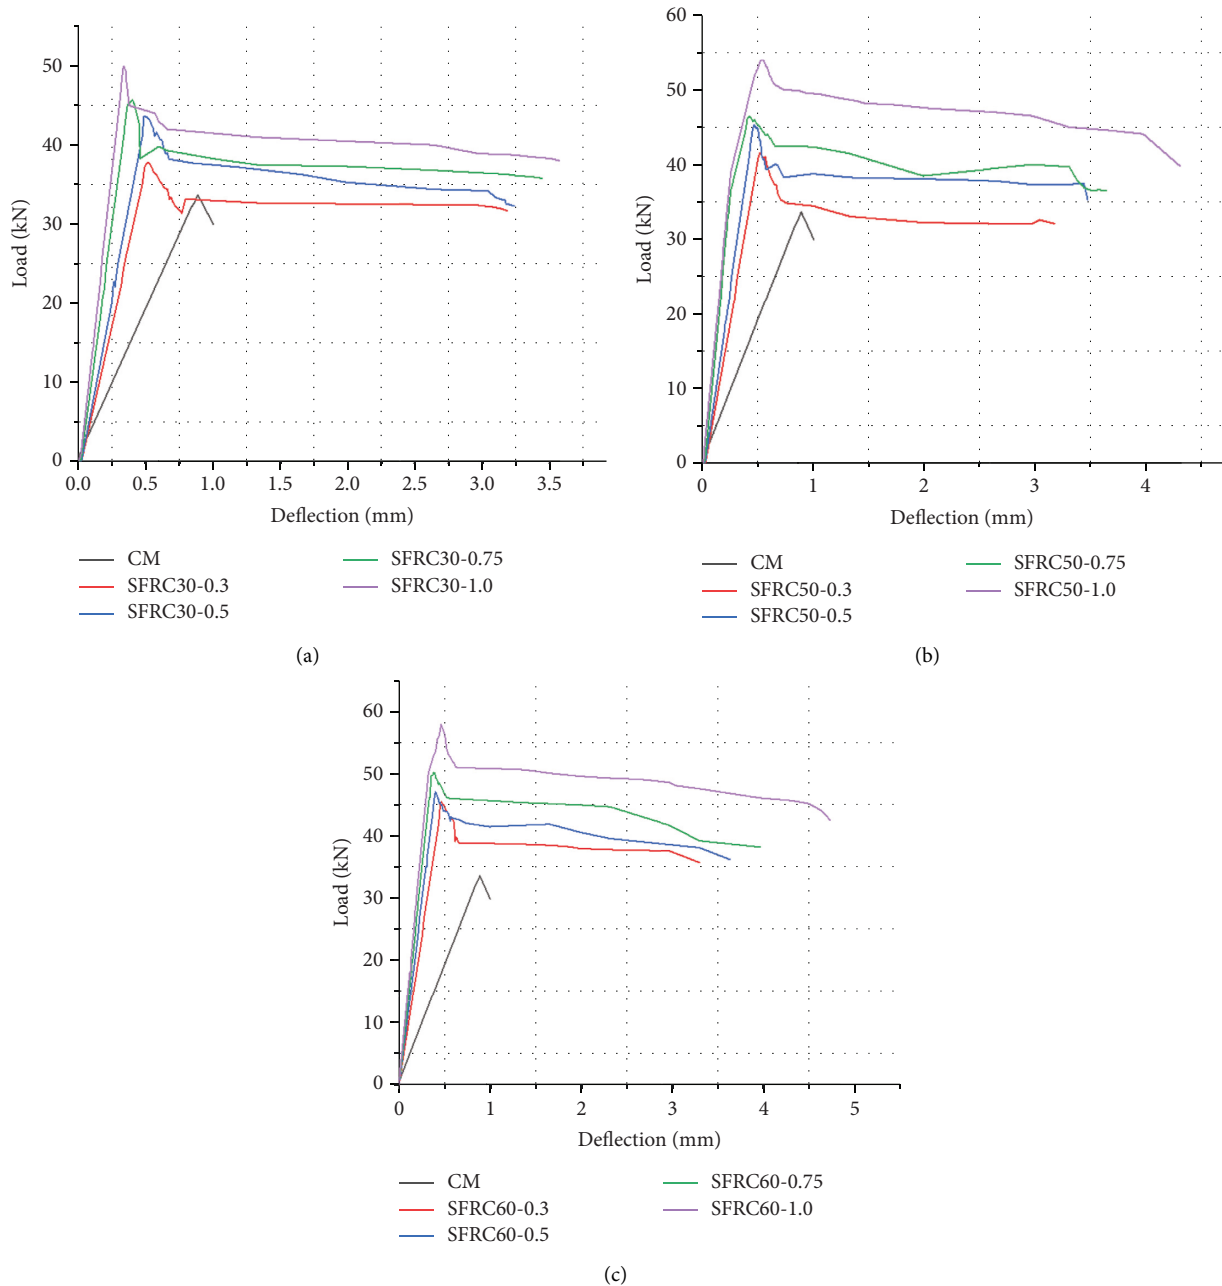 50
40
30
20
10
0
Load (kN)
0.0 0.5 1.0 2.0 2.5 3.0 3.5
Deflection (mm)
CM
SFRC30-0.3
SFRC30-0.5
SFRC30-0.75
SFRC30-1.0
(a)
60
50
40
30
20
10
0
Load (kN)
0 1 2 3 4
Deflection (mm)
CM
SFRC50-0.3
SFRC50-0.5
SFRC50-0.75
SFRC50-1.0
(b)
60
50
40
30
20
10
0
Load (kN)
0 1 2 3 4 5
Deflection (mm)
CM
SFRC60-0.3
SFRC60-0.5
SFRC60-0.75
SFRC60-1.0
(c)